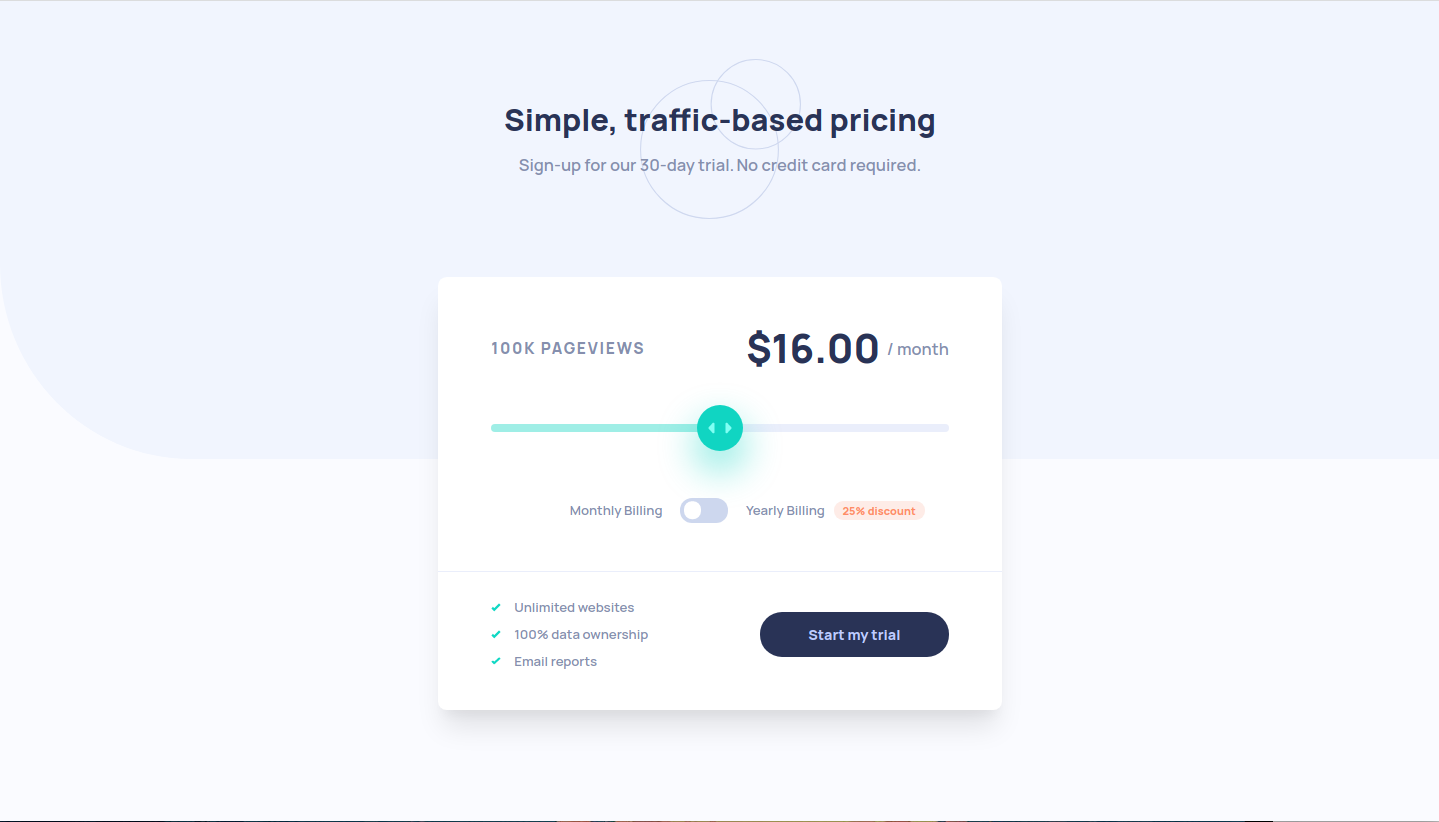 Simple, traffic-based pricing
Sign-up for our 30-day trial. No credit card required.
100K PAGEVIEWS
$16.00 / month
Monthly Billing
Yearly Billing
25% discount
Unlimited websites
100% data ownership
Email reports
Start my trial